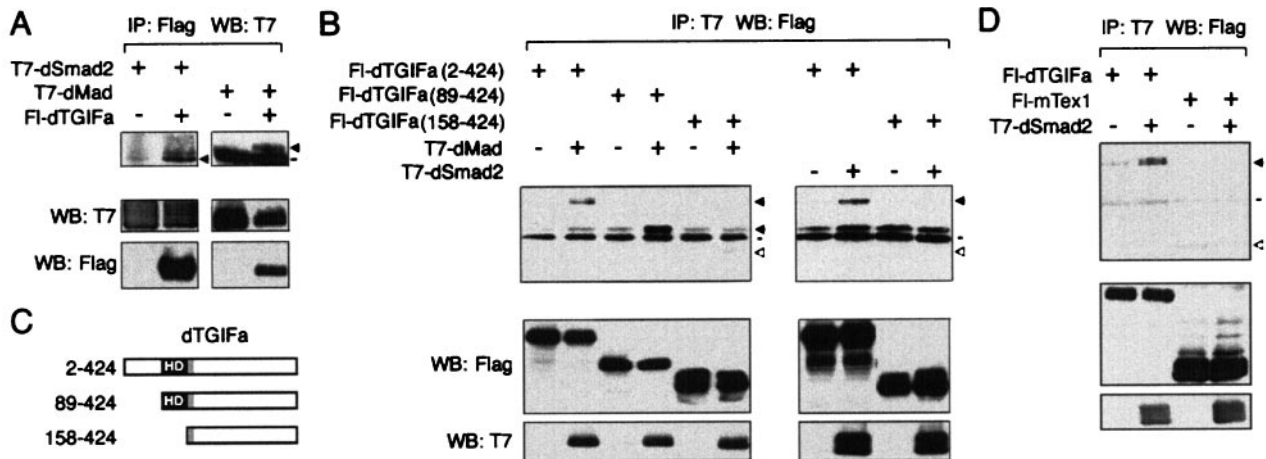 A
IP: Flag WB: T7
T7-dSmad2 + +
T7-dMad + +
Fl-dTGIFa - + - +
-
WB: T7
WB: Flag
B
IP: T7 WB: Flag
Fl-dTGIFa (2-424) + + + +
Fl-dTGIFa (89-424) + +
Fl-dTGIFa (158-424) + + + +
T7-dMad - + - + - +
T7-dSmad2 - + - +
- -
WB: Flag
WB: T7
C
dTGIFa
2-424 HD
89-424 HD
158-424
D
IP: T7 WB: Flag
Fl-dTGIFa + +
Fl-mTex1 + +
T7-dSmad2 - + - +
-